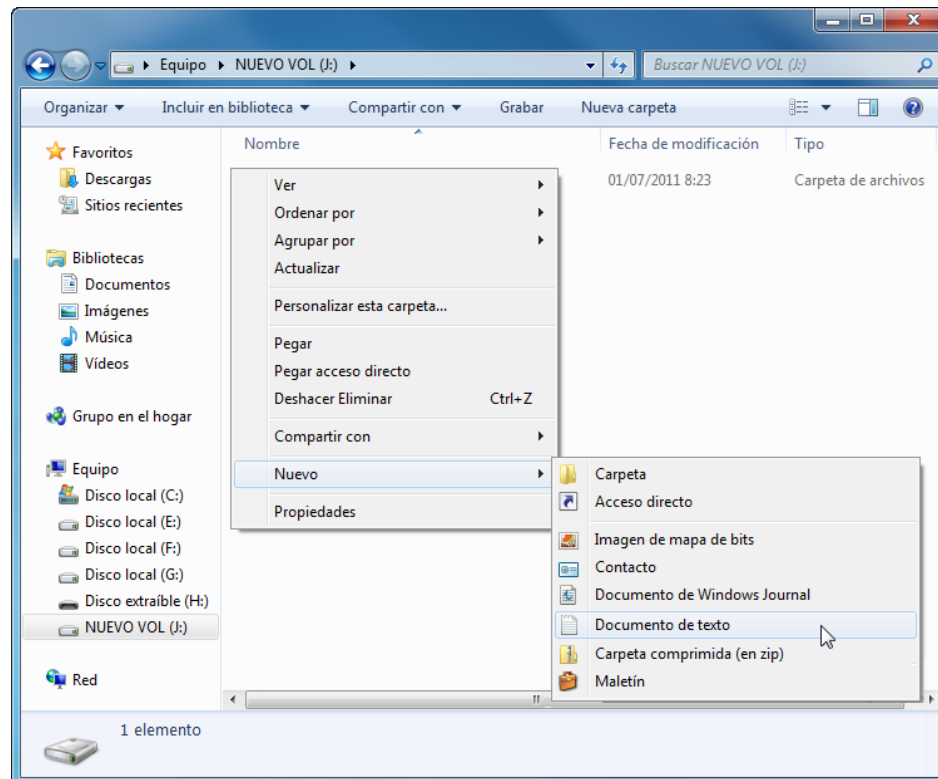 Equipo ▸ NUEVO VOL (J:) ▸
Buscar NUEVO VOL (J:)
Organizar
Incluir en biblioteca
Compartir con
Grabar
Nueva carpeta
Nombre
Fecha de modificación
Tipo
01/07/2011 8:23
Carpeta de archivos
Favoritos
Descargas
Sitios recientes
Bibliotecas
Documentos
Imágenes
Música
Vídeos
Grupo en el hogar
Equipo
Disco local (C:)
Disco local (E:)
Disco local (F:)
Disco local (G:)
Disco extraíble (H:)
NUEVO VOL (J:)
Red
Ver
Ordenar por
Agrupar por
Actualizar
Personalizar esta carpeta...
Pegar
Pegar acceso directo
Deshacer Eliminar Ctrl+Z
Compartir con
Nuevo
Propiedades
Carpeta
Acceso directo
Imagen de mapa de bits
Contacto
Documento de Windows Journal
Documento de texto
Carpeta comprimida (en zip)
Maletín
1 elemento